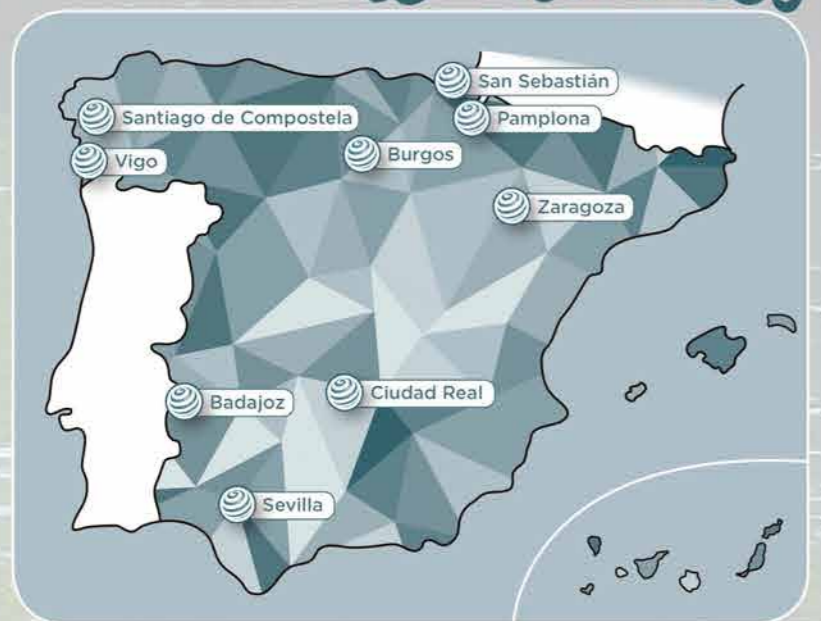 San Sebastián
Santiago de Compostela
Pamplona
Vigo
Burgos
Zaragoza
Badajoz
Ciudad Real
Sevilla